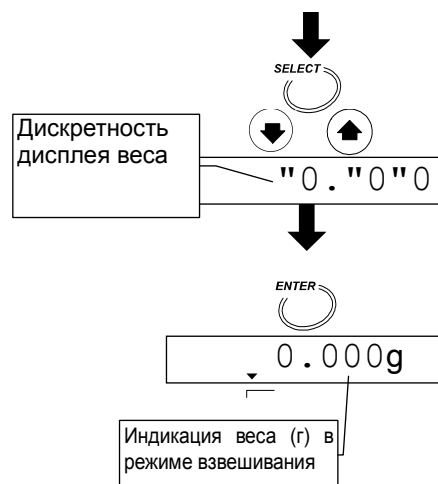 SELECT
Дискретность
дисплея веса
"0."0"0
ENTER
0.000g
Индикация веса (г) в
режиме взвешивания